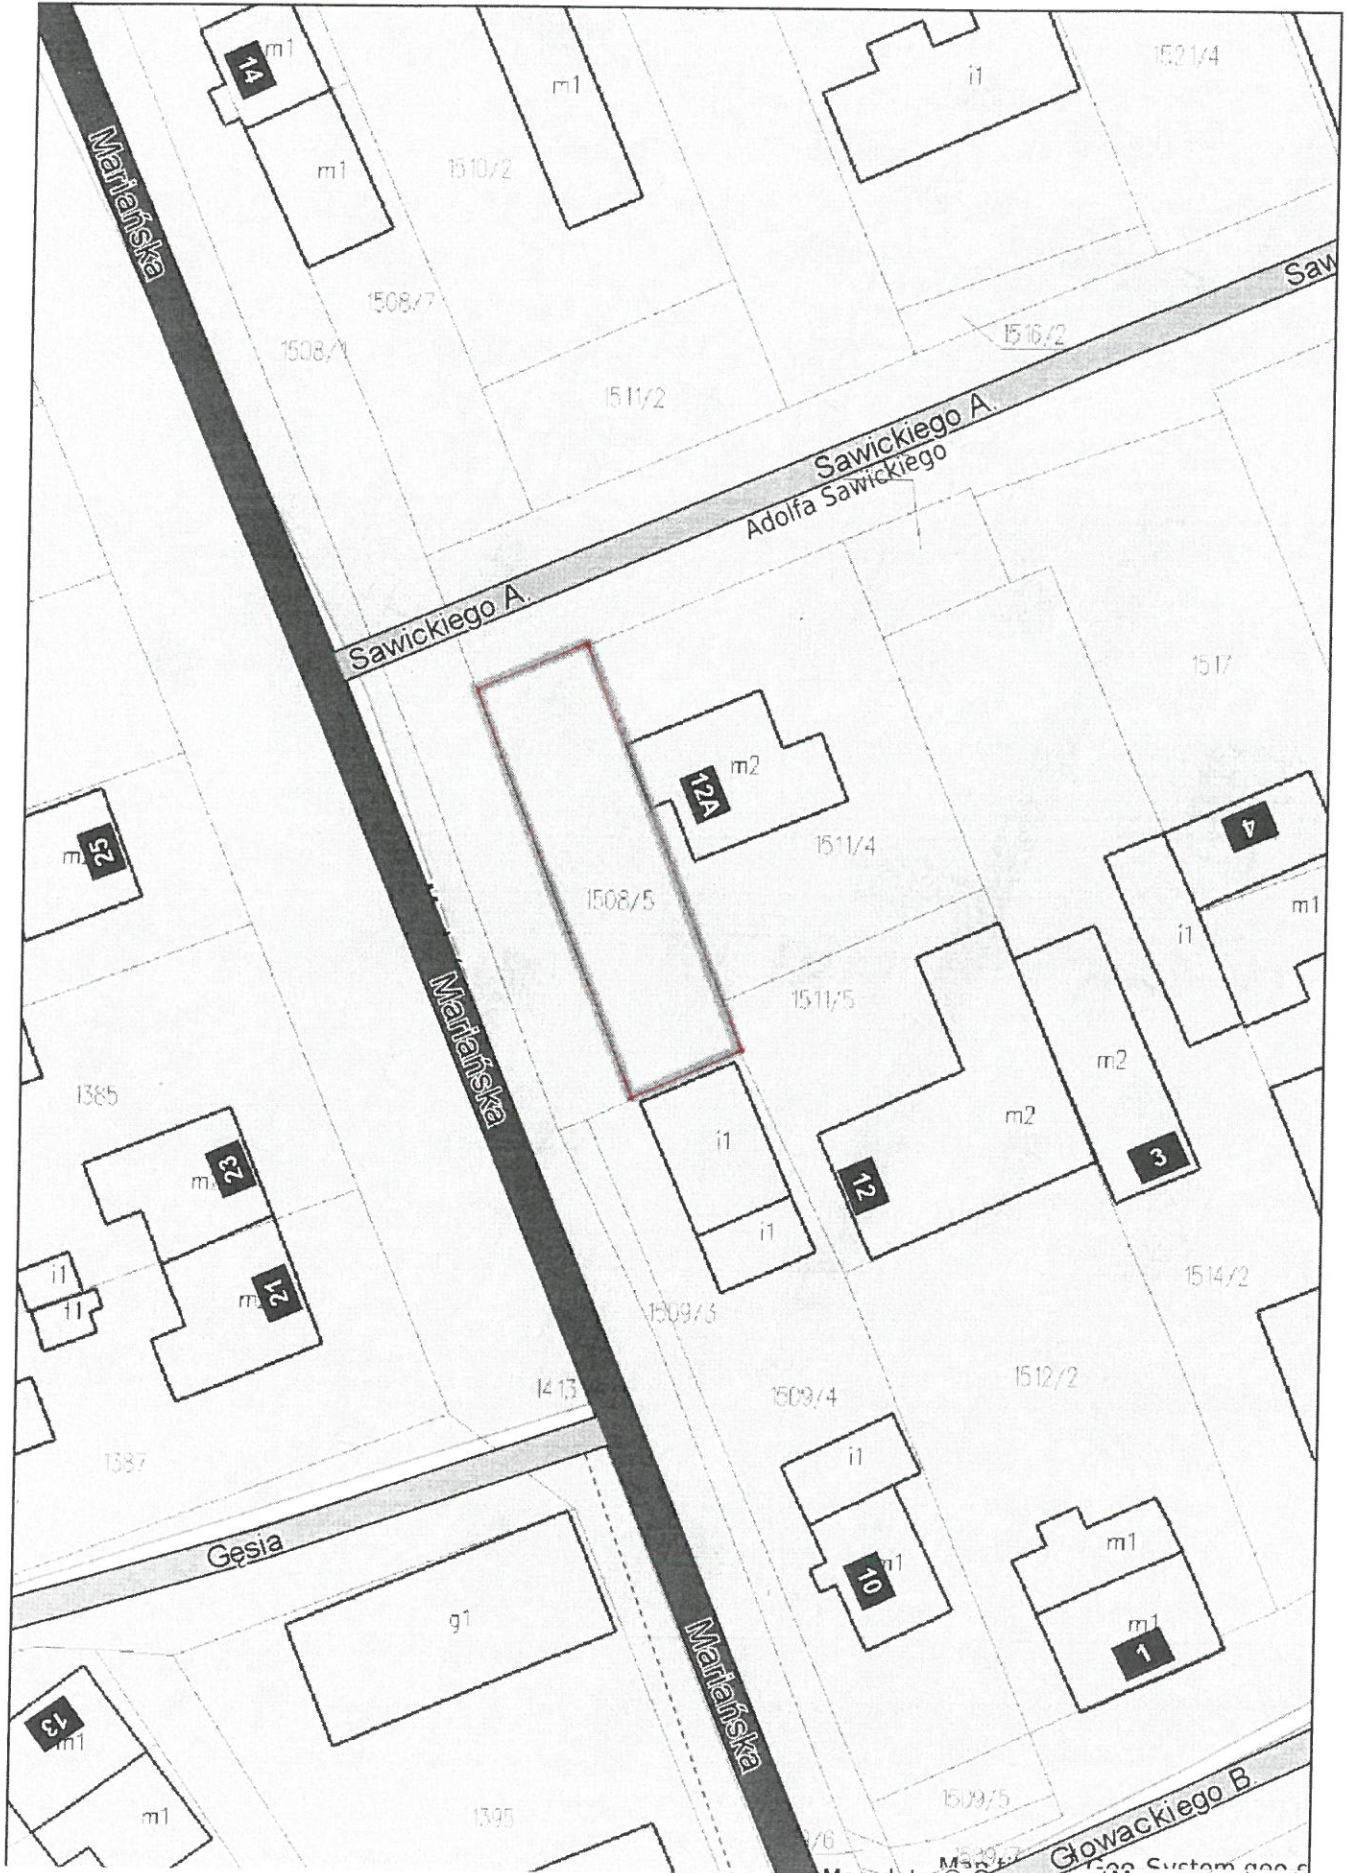 14
m1
m1
m1
i1
1521/4
Mariańska
1510/2
1508/7
1508/1
Saw
1516/2
1511/2
Sawickiego A.
Adolfa Sawickiego
Sawickiego A.
1517
12A
m2
25
1511/4
4
1508/5
m1
i1
1511/5
Mariańska
m2
1385
m2
i1
23
3
12
i1
i1
1514/2
21
1509/3
1512/2
1413
1509/4
i1
1387
Gęsia
m1
10
m1
g1
m1
1
Mariańska
13
m1
m1
1395
1509/5
Głowackiego B.